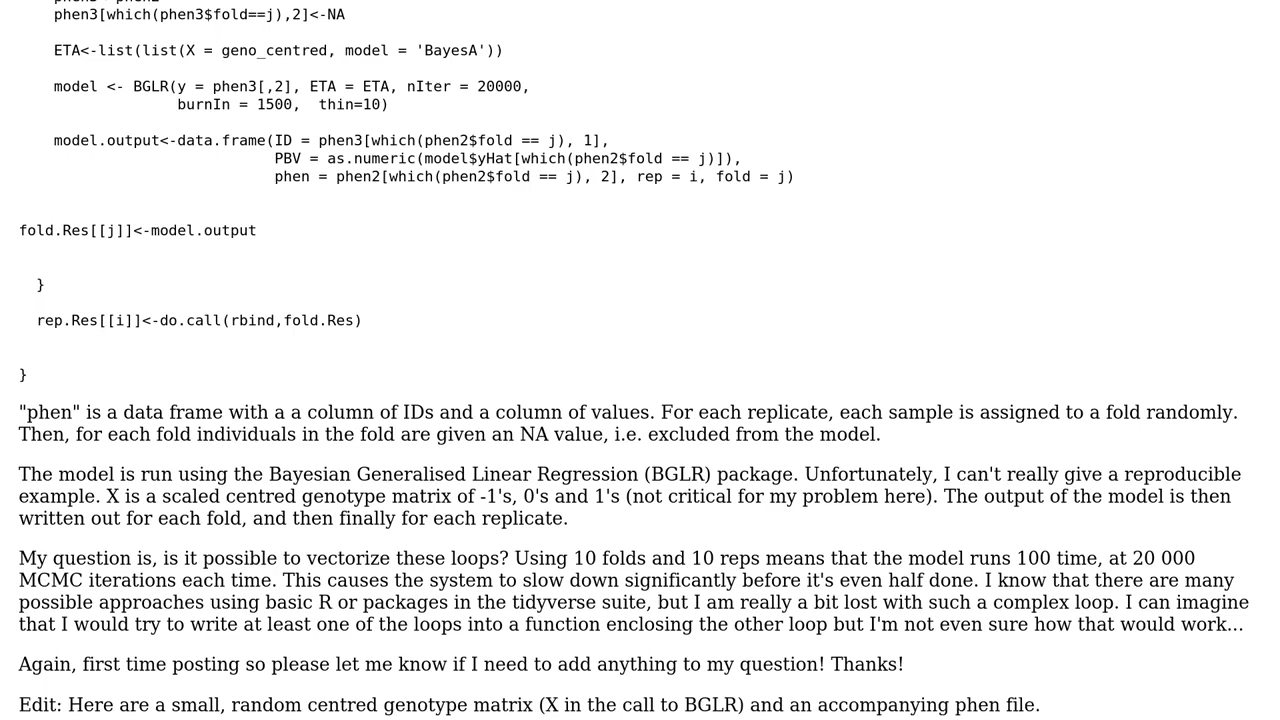 phen3[which(phen3$fold==j),2]<-NA
ETA<-list(list(X = geno_centred, model = 'BayesA'))
model <- BGLR(y = phen3[,2], ETA = ETA, nIter = 20000,
burnIn = 1500,  thin=10)
model.output<-data.frame(ID = phen3[which(phen2$fold == j), 1],
PBV = as.numeric(model$yHat[which(phen2$fold == j)]),
phen = phen2[which(phen2$fold == j), 2], rep = i, fold = j)
fold.Res[[j]]<-model.output
}
rep.Res[[i]]<-do.call(rbind,fold.Res)
}
"phen" is a data frame with a a column of IDs and a column of values. For each replicate, each sample is assigned to a fold randomly.
Then, for each fold individuals in the fold are given an NA value, i.e. excluded from the model.
The model is run using the Bayesian Generalised Linear Regression (BGLR) package. Unfortunately, I can't really give a reproducible
example. X is a scaled centred genotype matrix of -1's, 0's and 1's (not critical for my problem here). The output of the model is then
written out for each fold, and then finally for each replicate.
My question is, is it possible to vectorize these loops? Using 10 folds and 10 reps means that the model runs 100 time, at 20 000
MCMC iterations each time. This causes the system to slow down significantly before it's even half done. I know that there are many
possible approaches using basic R or packages in the tidyverse suite, but I am really a bit lost with such a complex loop. I can imagine
that I would try to write at least one of the loops into a function enclosing the other loop but I'm not even sure how that would work...
Again, first time posting so please let me know if I need to add anything to my question! Thanks!
Edit: Here are a small, random centred genotype matrix (X in the call to BGLR) and an accompanying phen file.